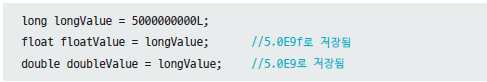 long longValue = 5000000000L;
float floatValue = longValue; //5.0E9f로 저장됨
double doubleValue = longValue; //5.0E9로 저장됨